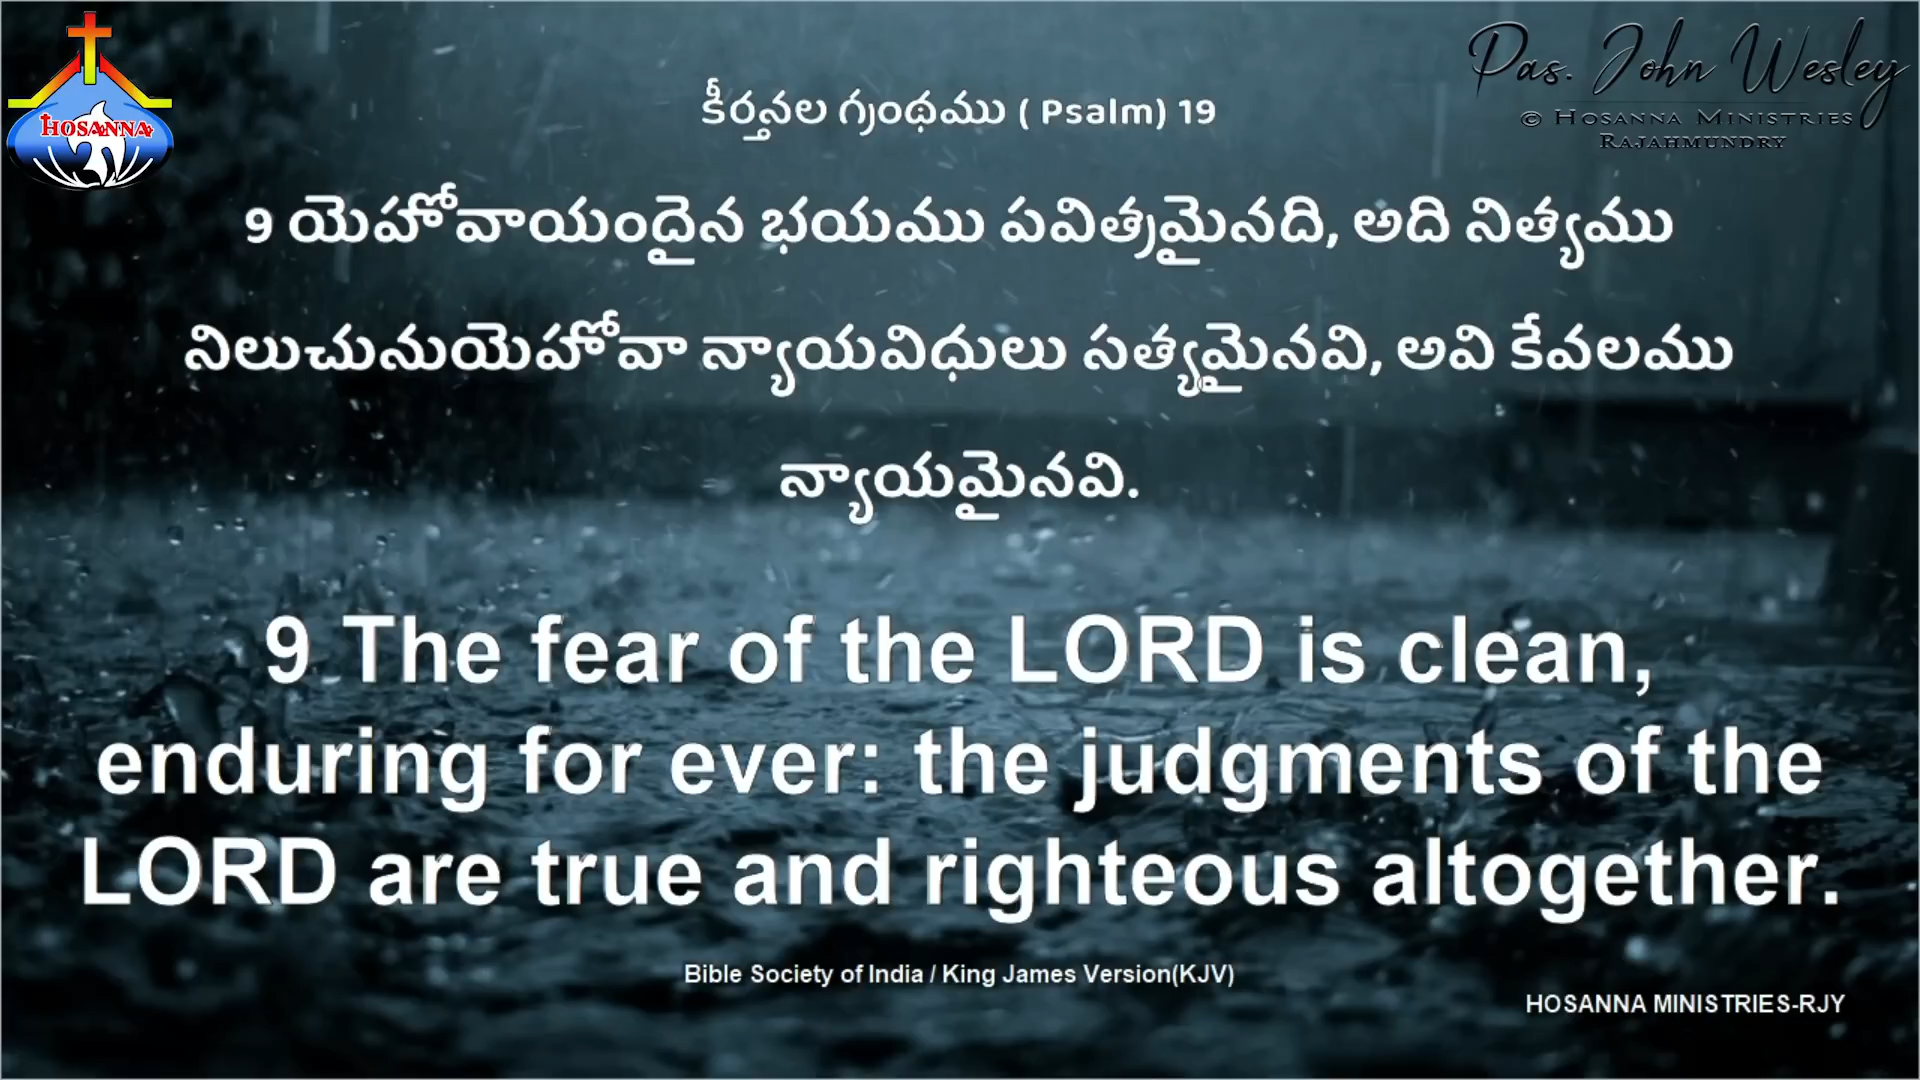 HOSANNA
Pas. John Wesley
© HOSANNA MINISTRIES
RAJAHMUNDRY
కీర్తనల గ్రంథము ( Psalm) 19
9 యెహోవాయందైన భయము పవిత్రమైనది, అది నిత్యము
నిలుచునుయెహోవా న్యాయవిధులు సత్యమైనవి, అవి కేవలము
న్యాయమైనవి.
9 The fear of the LORD is clean,
enduring for ever: the judgments of the
LORD are true and righteous altogether.
Bible Society of India / King James Version(KJV)
HOSANNA MINISTRIES-RJY